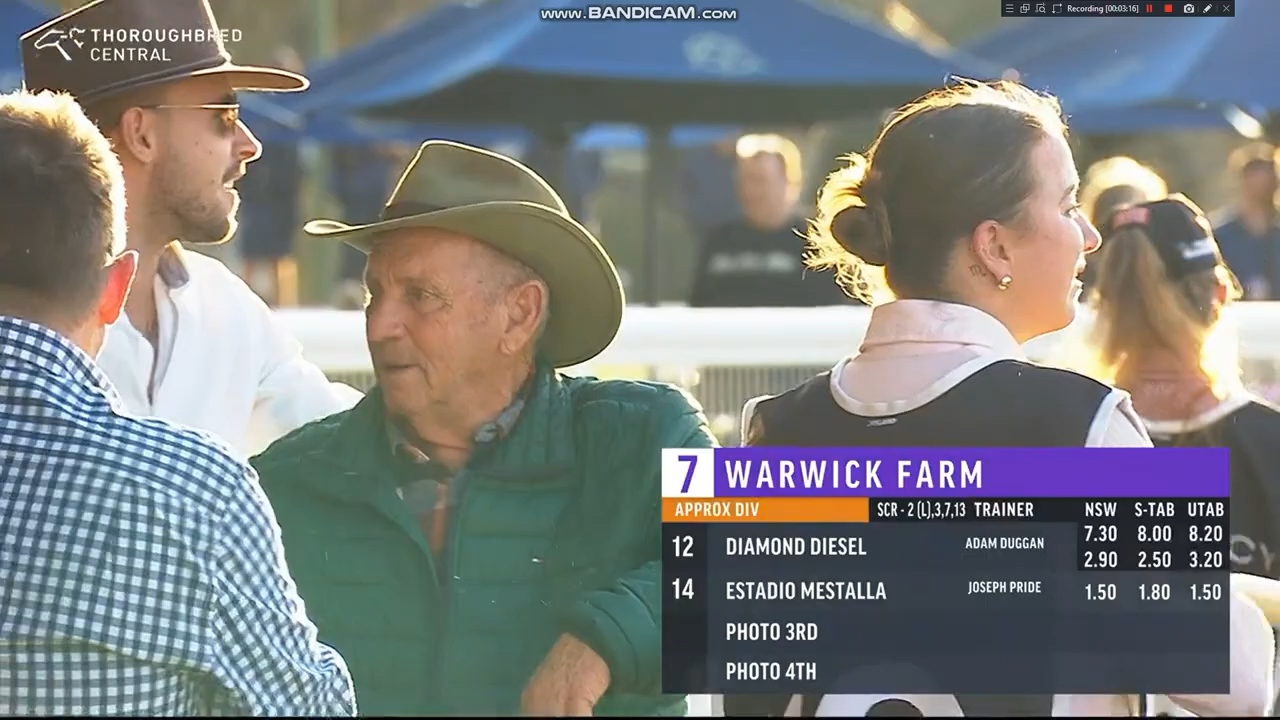 www.BANDICAM.com
Recording [00:03:16]
THOROUGHBRED
CENTRAL
7 WARWICK FARM
APPROX DIV SCR - 2 (L),3,7,13 TRAINER NSW S-TAB UTAB
12 DIAMOND DIESEL ADAM DUGGAN 7.30 8.00 8.20
2.90 2.50 3.20
14 ESTADIO MESTALLA JOSEPH PRIDE 1.50 1.80 1.50
PHOTO 3RD
PHOTO 4TH